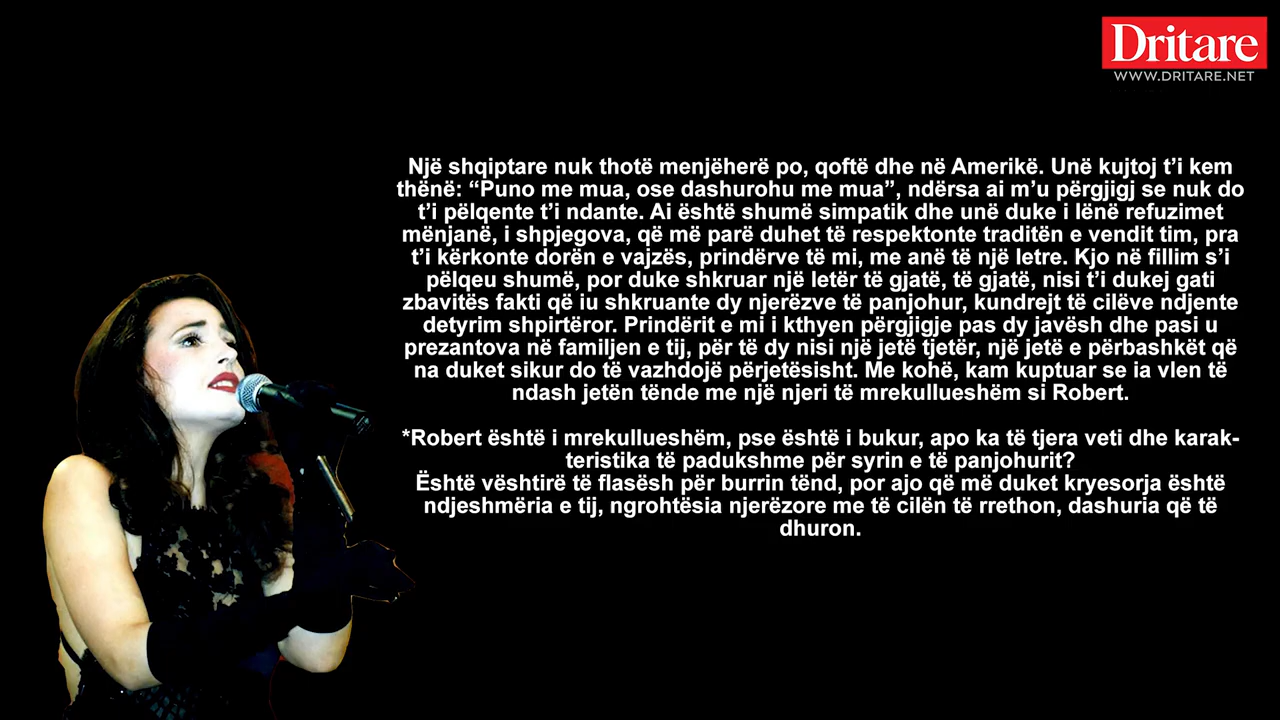 Dritare
WWW.DRITARE.NET
Një shqiptare nuk thotë menjëherë po, qoftë dhe në Amerikë. Unë kujtoj t’i kem
thënë: “Puno me mua, ose dashurohu me mua”, ndërsa ai m’u përgjigj se nuk do
t’i pëlqente t’i ndante. Ai është shumë simpatik dhe unë duke i lënë refuzimet
mënjanë, i shpjegova, që më parë duhet të respektonte traditën e vendit tim, pra
t’i kërkonte dorën e vajzës, prindërve të mi, me anë të një letre. Kjo në fillim s’i
pëlqeu shumë, por duke shkruar një letër të gjatë, të gjatë, nisi t’i dukej gati
zbavitës fakti që iu shkruante dy njerëzve të panjohur, kundrejt të cilëve ndjente
detyrim shpirtëror. Prindërit e mi i kthyen përgjigje pas dy javësh dhe pasi u
prezantova në familjen e tij, për të dy nisi një jetë tjetër, një jetë e përbashkët që
na duket sikur do të vazhdojë përjetësisht. Me kohë, kam kuptuar se ia vlen të
ndash jetën tënde me një njeri të mrekullueshëm si Robert.
*Robert është i mrekullueshëm, pse është i bukur, apo ka të tjera veti dhe karak-
teristika të padukshme për syrin e të panjohurit?
Është vështirë të flasësh për burrin tënd, por ajo që më duket kryesorja është
ndjeshmëria e tij, ngrohtësia njerëzore me të cilën të rrethon, dashuria që të
dhuron.